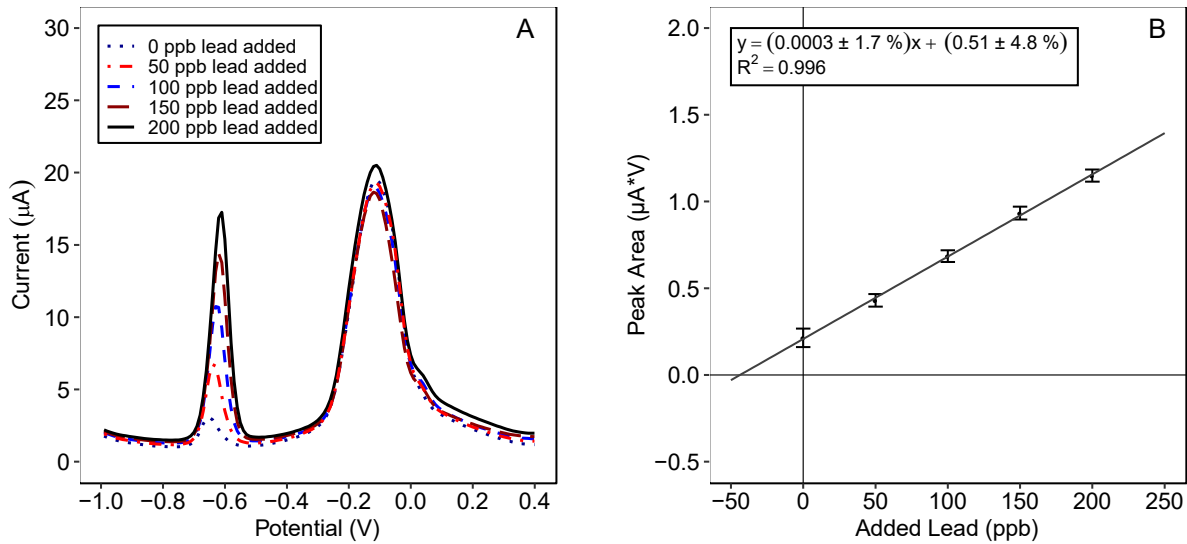 A
0 ppb lead added
50 ppb lead added
100 ppb lead added
150 ppb lead added
200 ppb lead added
30
25
20
15
10
5
0
Current (µA)
−1.0 −0.8 −0.6 −0.4 −0.2 0.0 0.2 0.4
Potential (V)
B
y = (0.0003 ± 1.7 %)x + (0.51 ± 4.8 %)
R² = 0.996
2.0
1.5
1.0
0.5
0.0
−0.5
Peak Area (µA*V)
−50 0 50 100 150 200 250
Added Lead (ppb)